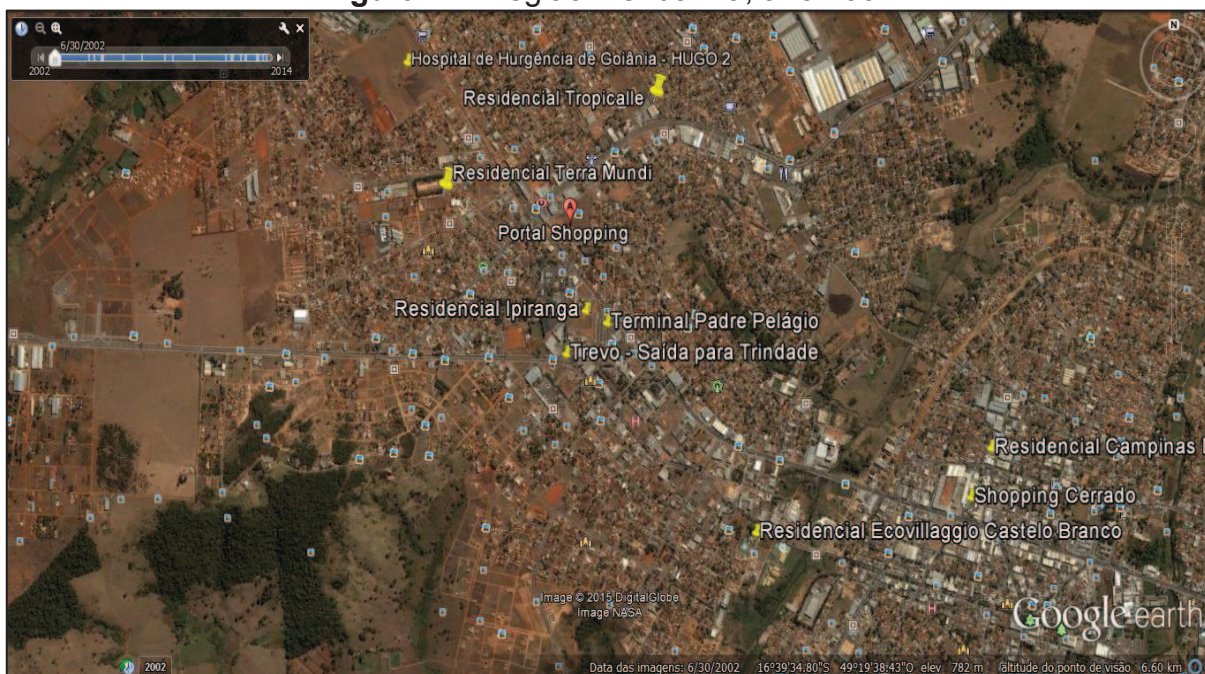 6/30/2002
2002
2014
N
Hospital de Hurgência de Goiânia - HUGO 2
Residencial Tropicalle
Residencial Terra Mundi
A
Portal Shopping
Residencial Ipiranga
Terminal Padre Pelágio
Trevo - Saída para Trindade
Residencial Campinas
Shopping Cerrado
Residencial Ecovillaggio Castelo Branco
Image © 2015 DigitalGlobe
Image NASA
Google earth
2002
Data das imagens: 6/30/2002 16°39'34.80"S 49°19'38.43"O elev 782 m altitude do ponto de visão 6.60 km